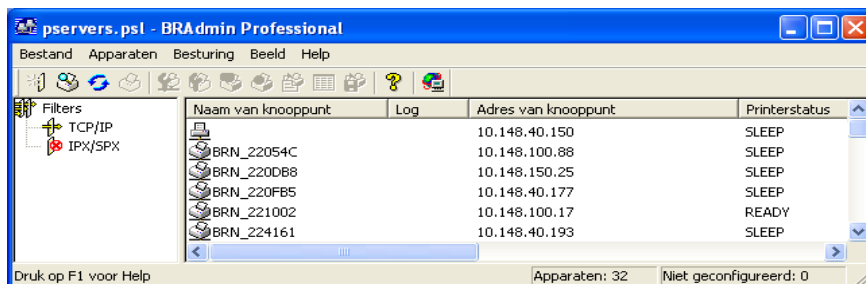 pservers.psl - BRAdmin Professional
Bestand Apparaten Besturing Beeld Help
Filters
TCP/IP
IPX/SPX
Naam van knooppunt Log Adres van knooppunt Printerstatus
10.148.40.150 SLEEP
BRN_22054C 10.148.100.88 SLEEP
BRN_220DB8 10.148.150.25 SLEEP
BRN_220FB5 10.148.40.177 SLEEP
BRN_221002 10.148.100.17 READY
BRN_224161 10.148.40.193 SLEEP
Druk op F1 voor Help Apparaten: 32 Niet geconfigureerd: 0